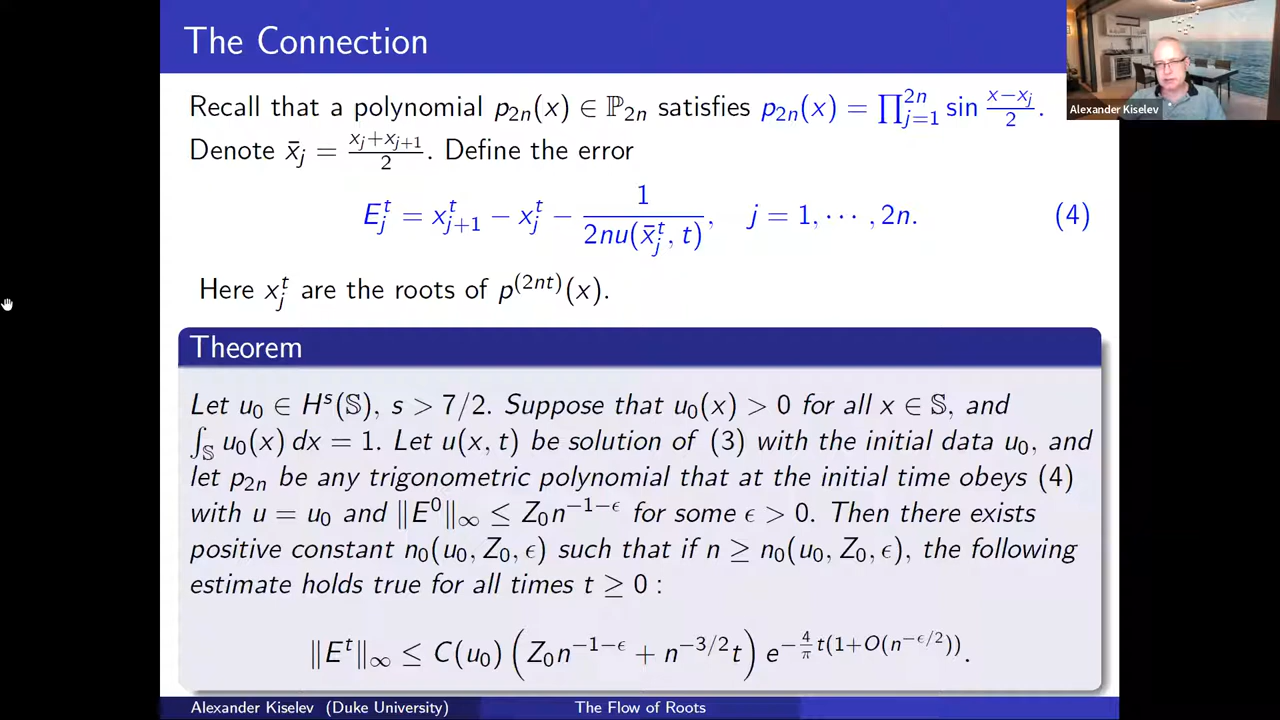 The Connection
Recall that a polynomial p_{2n}(x) ∈ ℙ_{2n} satisfies p_{2n}(x) = ∏_{j=1}^{2n} sin \frac{x−x_j}{2}.
Denote x̄_j = \frac{x_j+x_{j+1}}{2}. Define the error
E_j^t = x_{j+1}^t − x_j^t − \frac{1}{2nu(x̄_j^t, t)}, j = 1, ⋯ , 2n. (4)
Here x_j^t are the roots of p^{(2nt)}(x).
Theorem
Let u_0 ∈ H^s(𝕊), s > 7/2. Suppose that u_0(x) > 0 for all x ∈ 𝕊, and
∫_𝕊 u_0(x) dx = 1. Let u(x, t) be solution of (3) with the initial data u_0, and
let p_{2n} be any trigonometric polynomial that at the initial time obeys (4)
with u = u_0 and ‖E^0‖_∞ ≤ Z_0 n^{−1−ϵ} for some ϵ > 0. Then there exists
positive constant n_0(u_0, Z_0, ϵ) such that if n ≥ n_0(u_0, Z_0, ϵ), the following
estimate holds true for all times t ≥ 0 :
‖E^t‖_∞ ≤ C(u_0) (Z_0 n^{−1−ϵ} + n^{−3/2} t) e^{−\frac{4}{π} t(1+O(n^{−ϵ/2}))}.
Alexander Kiselev (Duke University) The Flow of Roots
Alexander Kiselev